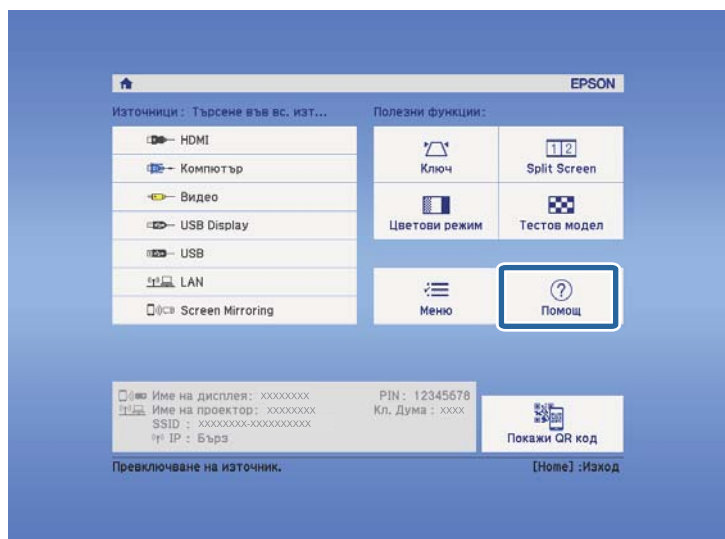 EPSON
Източници: Търсене във вс. изт...
Полезни функции:
HDMI
Компютър
Видео
USB Display
USB
LAN
Screen Mirroring
Ключ
Split Screen
1 2
Цветови режим
Тестов модел
Меню
?
Помощ
Име на дисплея: xxxxxxxx
Име на проектор: xxxxxxxx
SSID : xxxxxxxx-xxxxxxxxxx
IP : Бърз
PIN: 12345678
Кл. Дума : xxxx
Покажи QR код
Превключване на източник.
[Home] :Изход